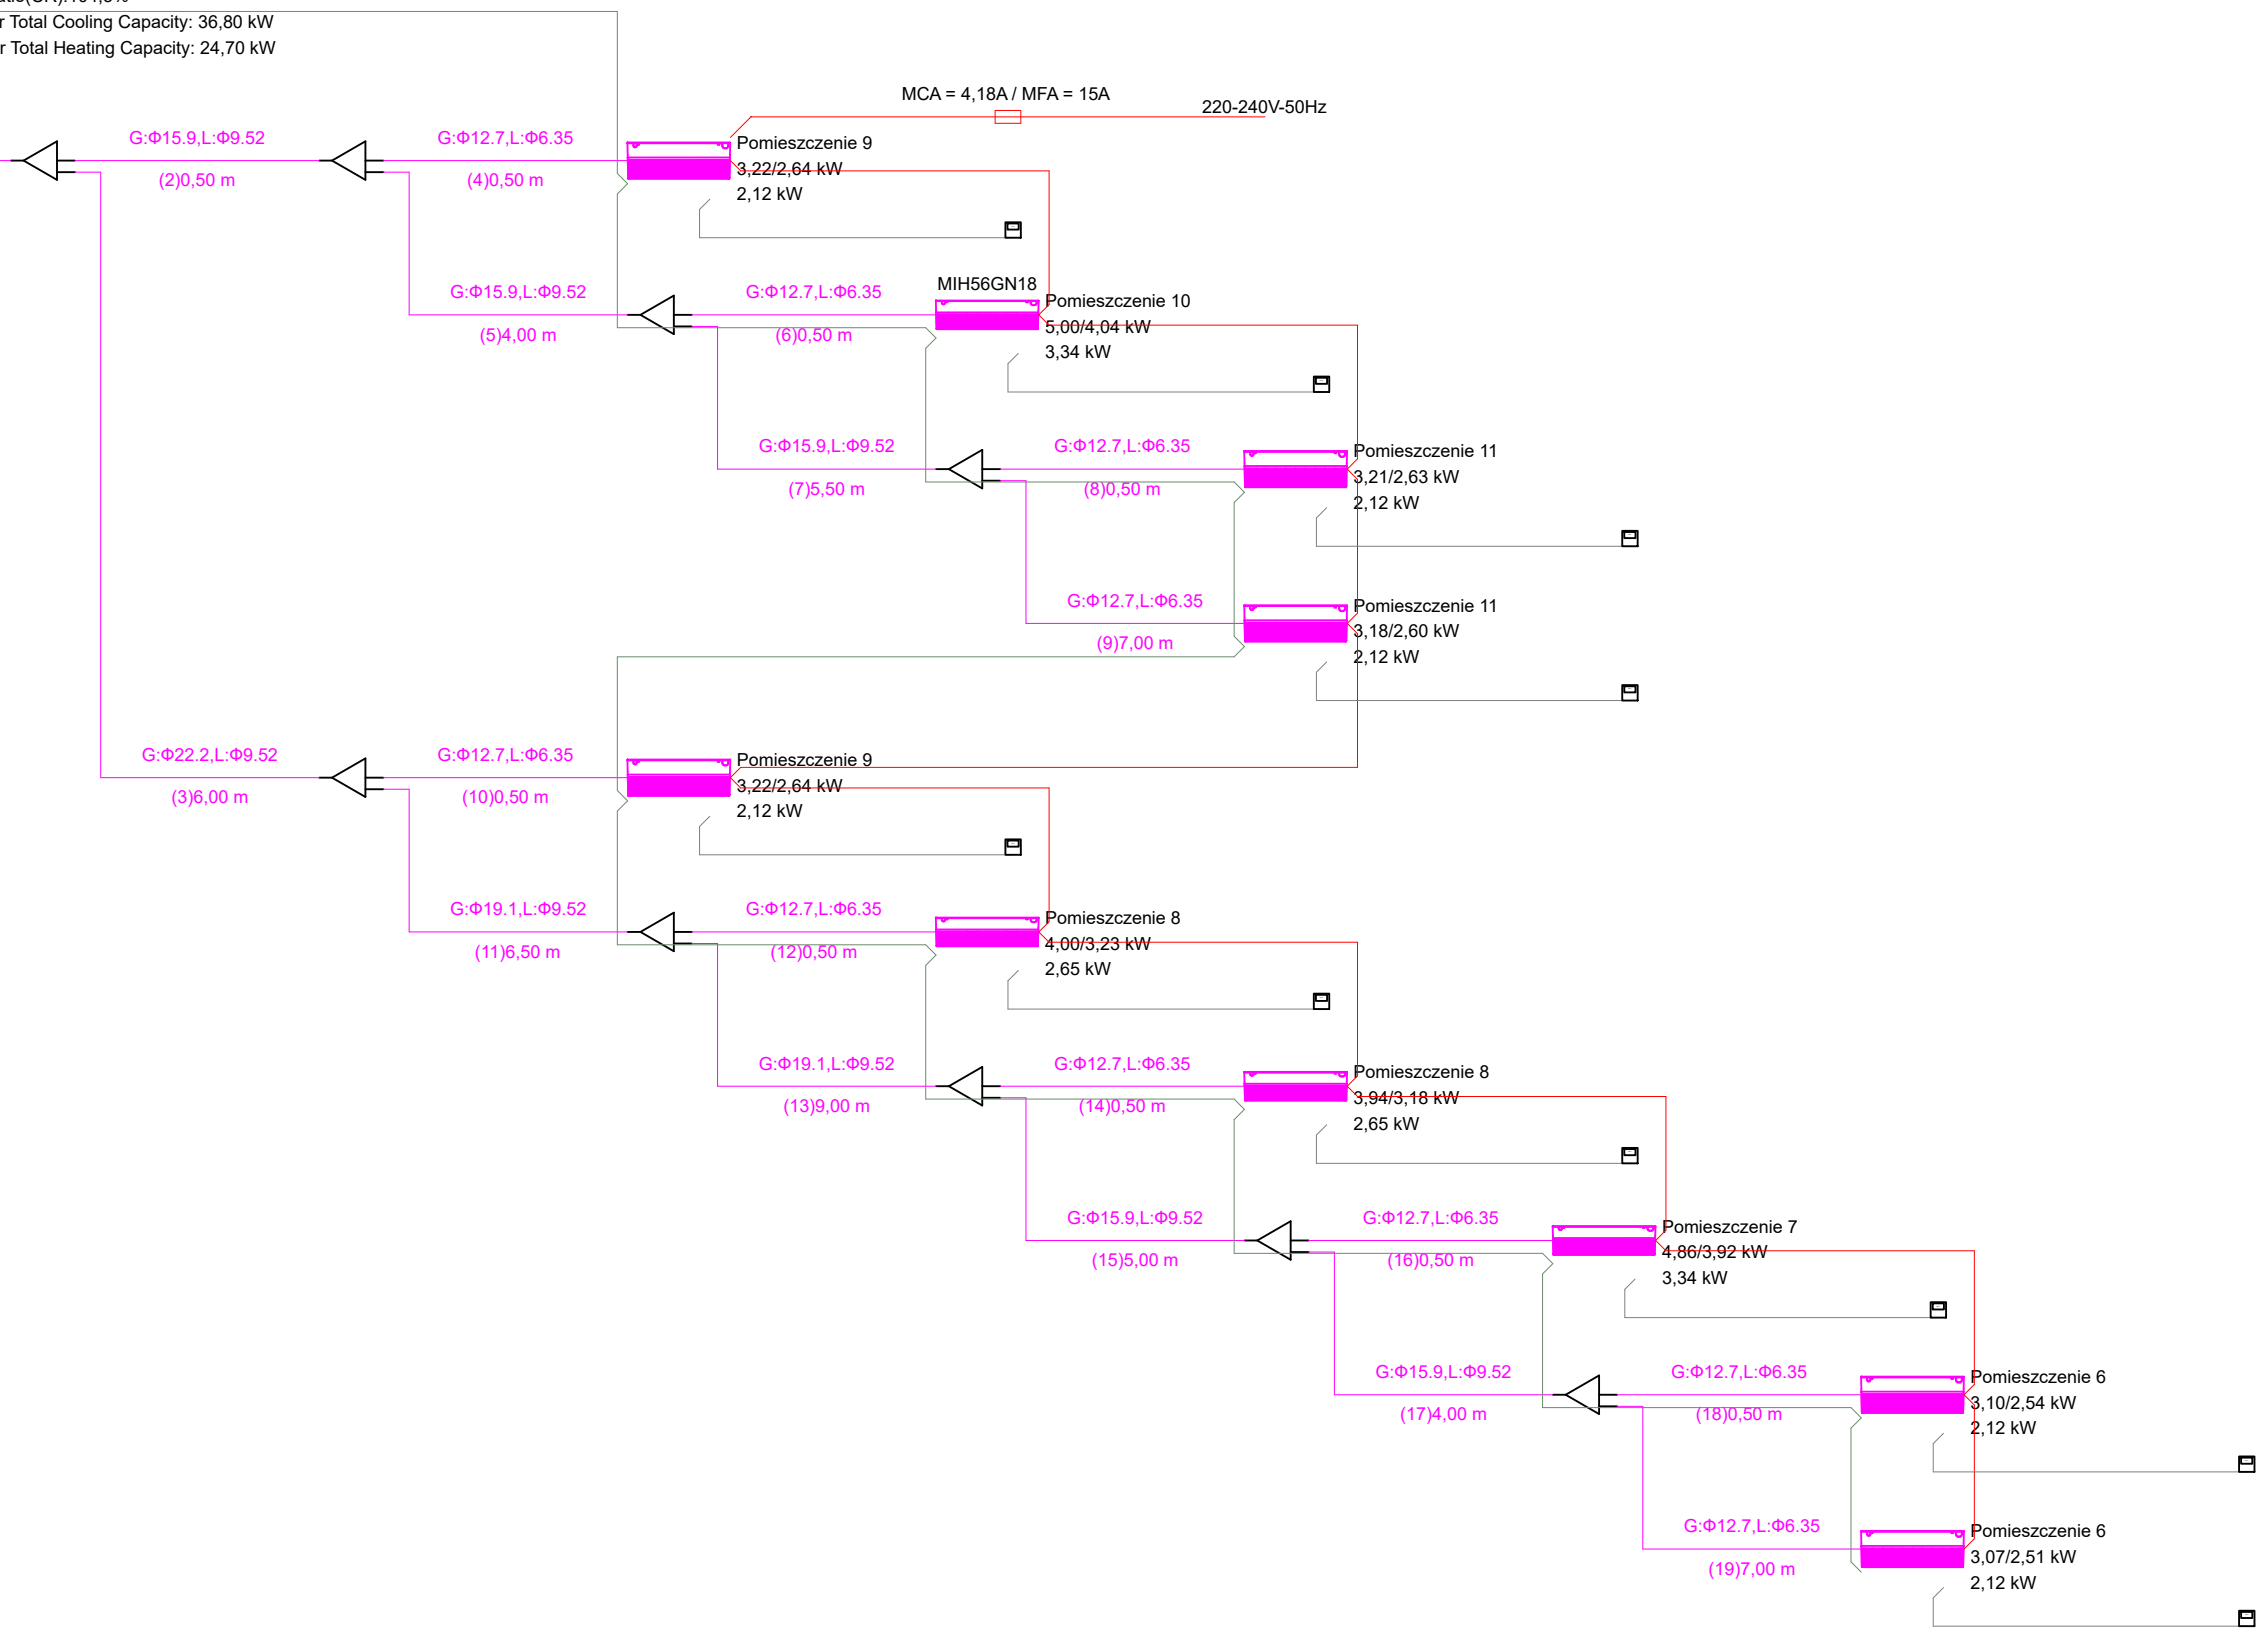 r Total Cooling Capacity: 36,80 kW
r Total Heating Capacity: 24,70 kW
MCA = 4,18A / MFA = 15A
220-240V-50Hz
G:Φ15.9,L:Φ9.52
(2)0,50 m
G:Φ12.7,L:Φ6.35
(4)0,50 m
Pomieszczenie 9
3,22/2,64 kW
2,12 kW
G:Φ15.9,L:Φ9.52
(5)4,00 m
G:Φ12.7,L:Φ6.35
(6)0,50 m
MIH56GN18
Pomieszczenie 10
5,00/4,04 kW
3,34 kW
G:Φ15.9,L:Φ9.52
(7)5,50 m
G:Φ12.7,L:Φ6.35
(8)0,50 m
Pomieszczenie 11
3,21/2,63 kW
2,12 kW
G:Φ12.7,L:Φ6.35
(9)7,00 m
Pomieszczenie 11
3,18/2,60 kW
2,12 kW
G:Φ22.2,L:Φ9.52
(3)6,00 m
G:Φ12.7,L:Φ6.35
(10)0,50 m
Pomieszczenie 9
3,22/2,64 kW
2,12 kW
G:Φ19.1,L:Φ9.52
(11)6,50 m
G:Φ12.7,L:Φ6.35
(12)0,50 m
Pomieszczenie 8
4,00/3,23 kW
2,65 kW
G:Φ19.1,L:Φ9.52
(13)9,00 m
G:Φ12.7,L:Φ6.35
(14)0,50 m
Pomieszczenie 8
3,94/3,18 kW
2,65 kW
G:Φ15.9,L:Φ9.52
(15)5,00 m
G:Φ12.7,L:Φ6.35
(16)0,50 m
Pomieszczenie 7
4,86/3,92 kW
3,34 kW
G:Φ15.9,L:Φ9.52
(17)4,00 m
G:Φ12.7,L:Φ6.35
(18)0,50 m
Pomieszczenie 6
3,10/2,54 kW
2,12 kW
G:Φ12.7,L:Φ6.35
(19)7,00 m
Pomieszczenie 6
3,07/2,51 kW
2,12 kW